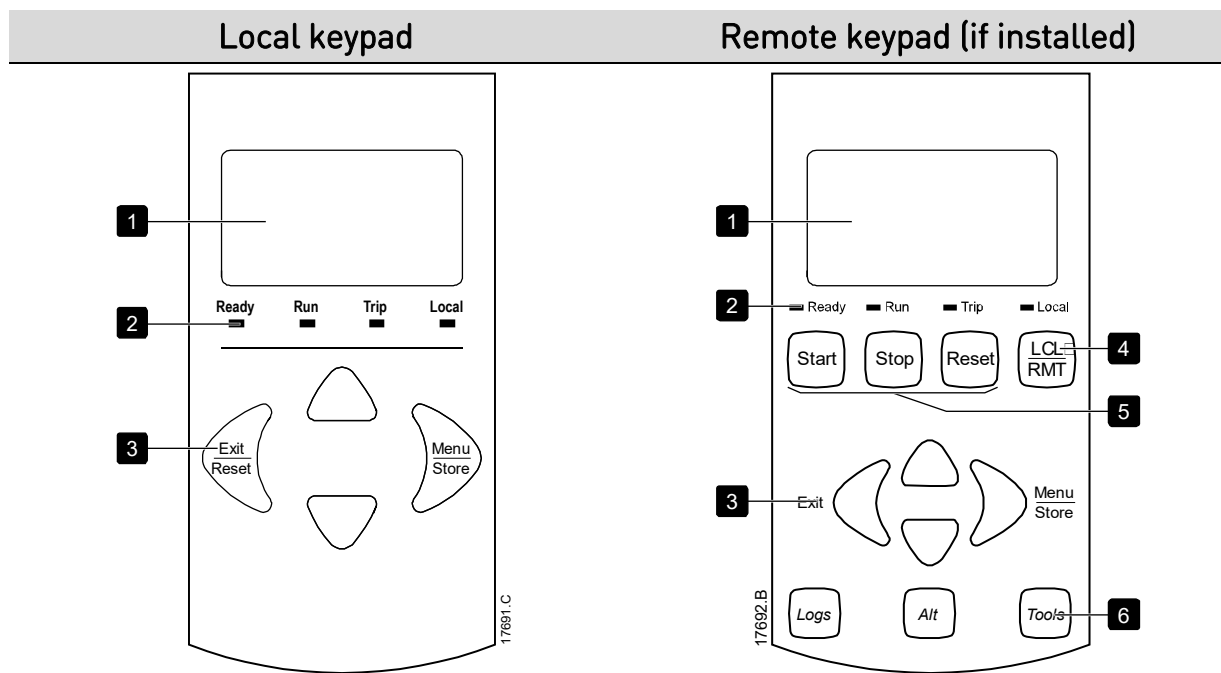 Local keypad
Remote keypad (if installed)
1
2
Ready Run Trip Local
3
Exit
Reset
Menu
Store
17691.C
1
2
Ready Run Trip Local
Start Stop Reset LCL
RMT
4
5
3
Exit
Menu
Store
Logs Alt Tools
6
17692.B